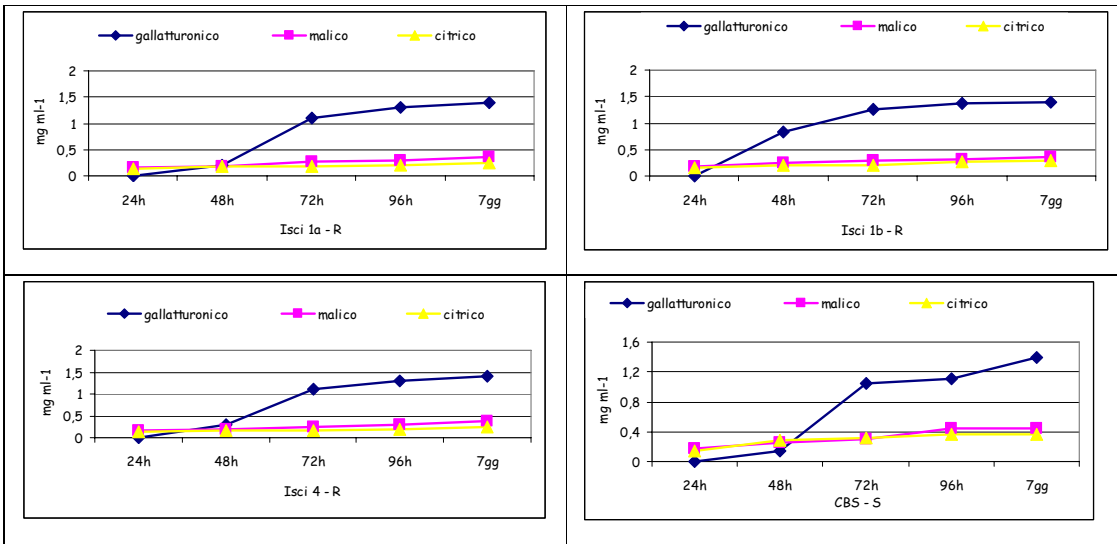 gallatturonico malico citrico
2
1,5
1
0,5
0
mg ml-1
24h 48h 72h 96h 7gg
Isci 1a - R
gallatturonico malico citrico
2
1,5
1
0,5
0
mg ml-1
24h 48h 72h 96h 7gg
Isci 1b - R
gallatturonico malico citrico
2
1,5
1
0,5
0
mg ml-1
24h 48h 72h 96h 7gg
Isci 4 - R
gallatturonico malico citrico
1,6
1,2
0,8
0,4
0
mg ml-1
24h 48h 72h 96h 7gg
CBS - S